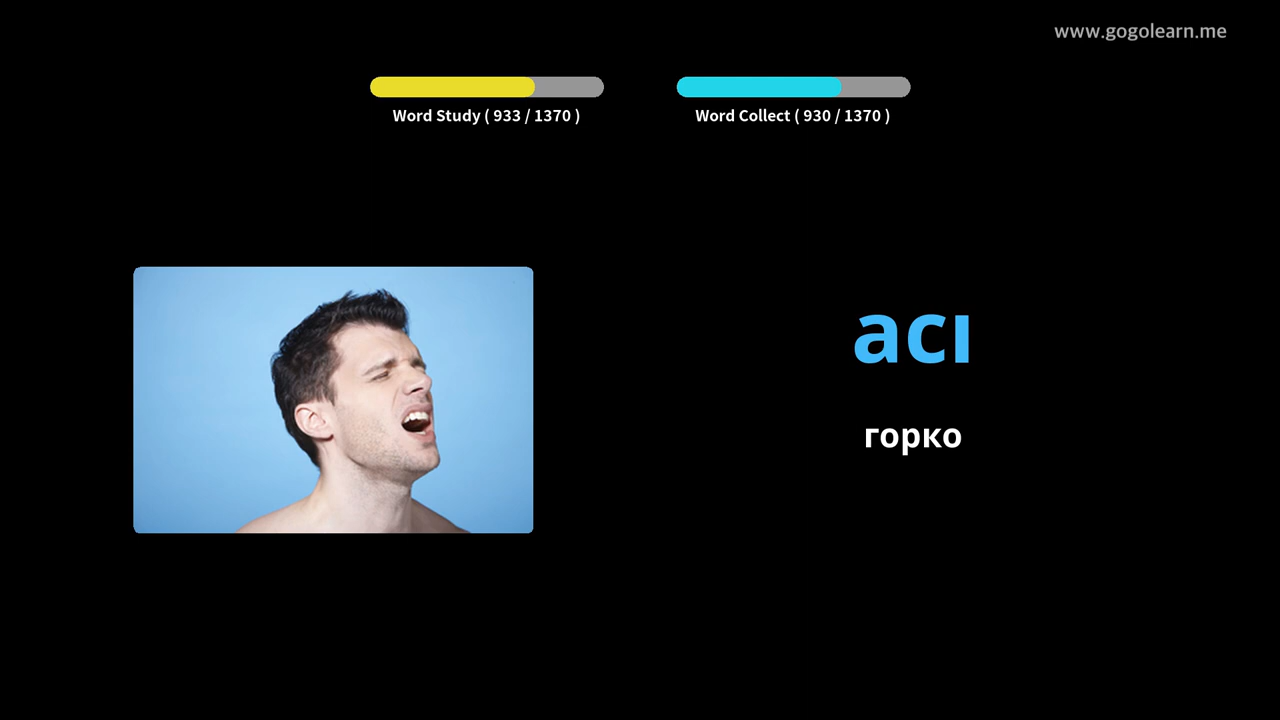 www.gogolearn.me
Word Study ( 933 / 1370 )
Word Collect ( 930 / 1370 )
acı
горко